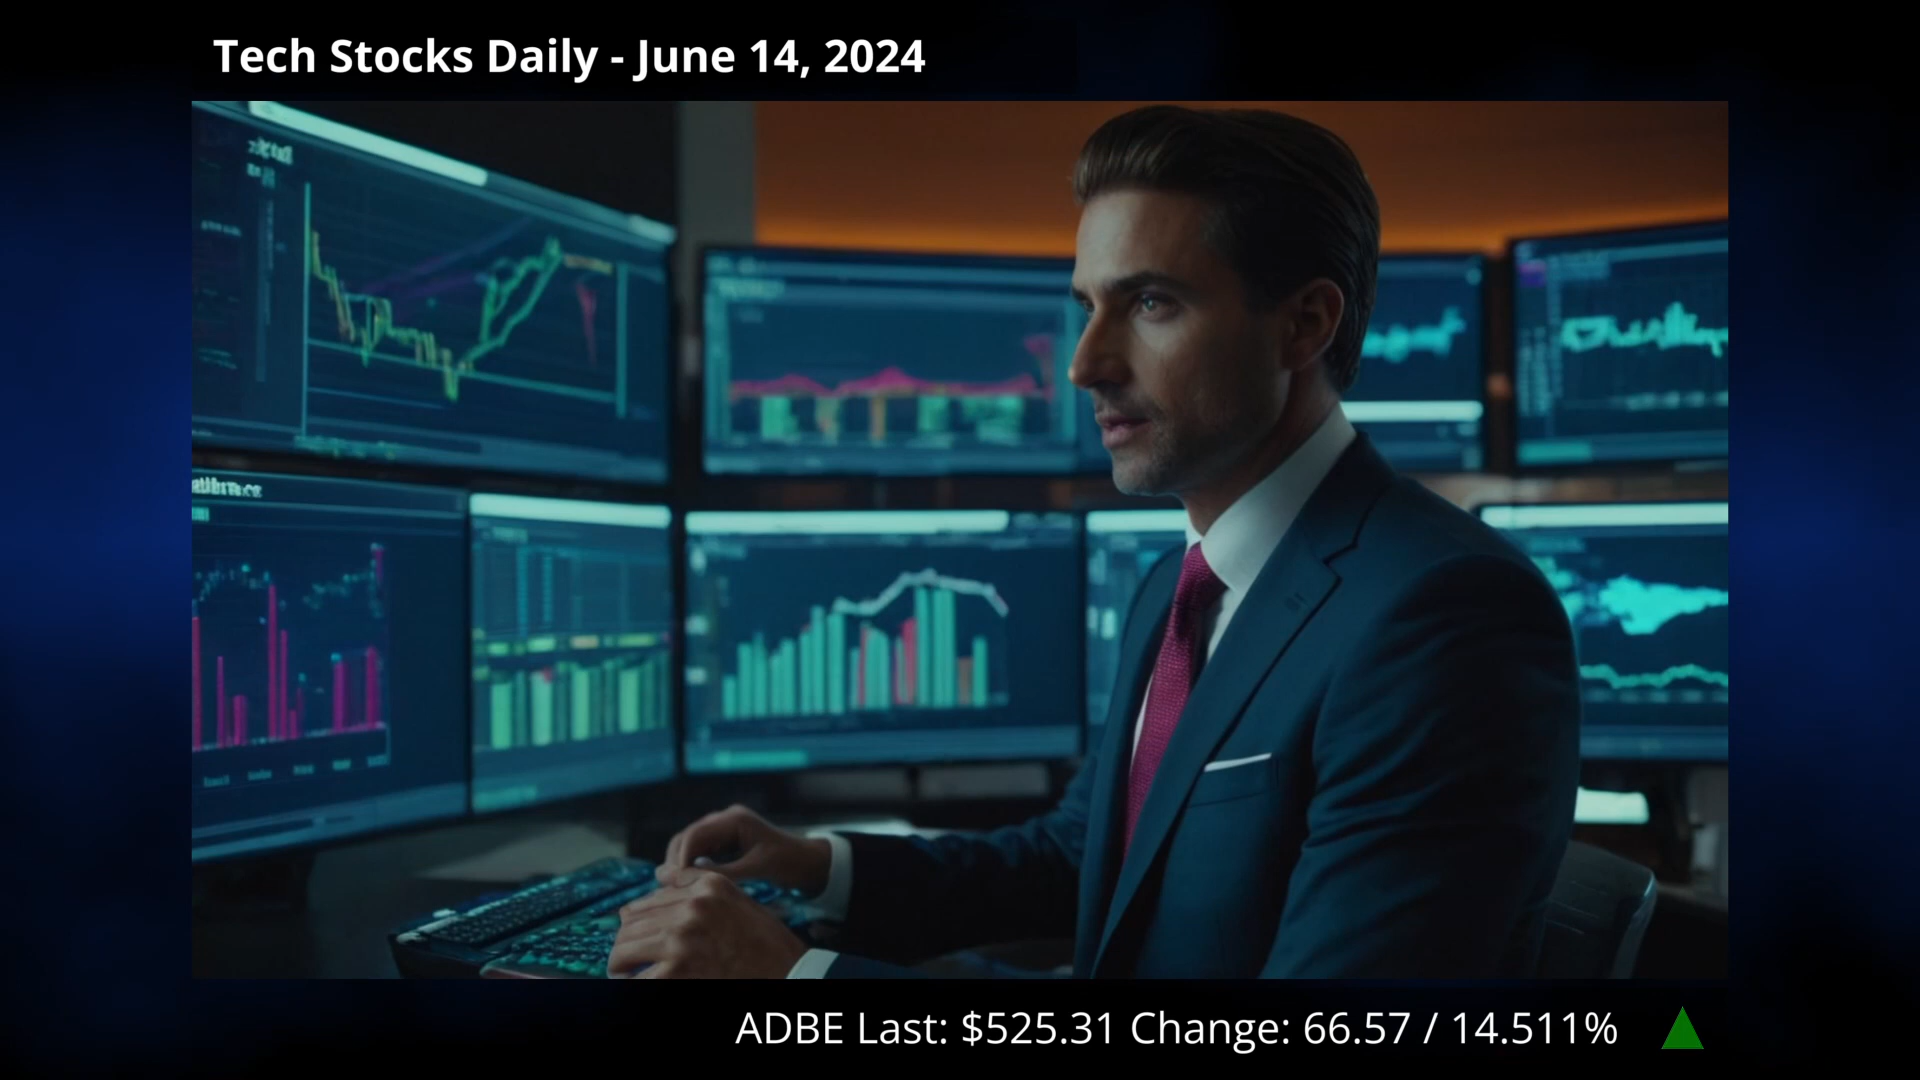 Tech Stocks Daily - June 14, 2024
ADBE Last: $525.31 Change: 66.57 / 14.511%